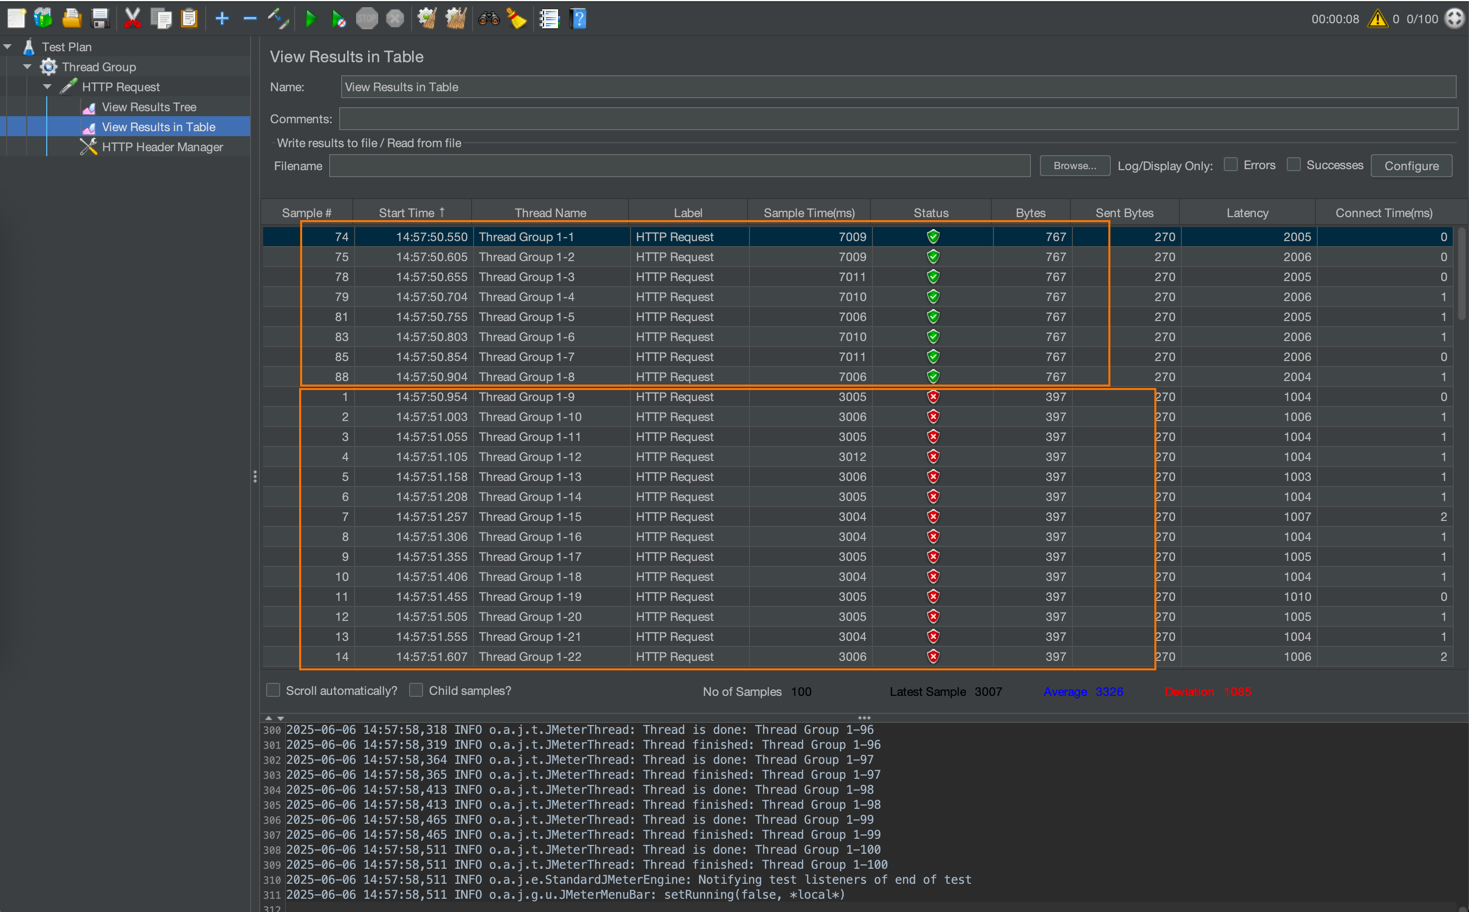 00:00:08 0 0/100
Test Plan
Thread Group
HTTP Request
View Results Tree
View Results in Table
HTTP Header Manager
View Results in Table
Name: View Results in Table
Comments:
Write results to file / Read from file
Filename Browse... Log/Display Only: Errors Successes Configure
Sample # Start Time ↑ Thread Name Label Sample Time(ms) Status Bytes Sent Bytes Latency Connect Time(ms)
74 14:57:50.550 Thread Group 1-1 HTTP Request 7009 767 270 2005 0
75 14:57:50.605 Thread Group 1-2 HTTP Request 7009 767 270 2006 0
78 14:57:50.655 Thread Group 1-3 HTTP Request 7011 767 270 2005 0
79 14:57:50.704 Thread Group 1-4 HTTP Request 7010 767 270 2006 1
81 14:57:50.755 Thread Group 1-5 HTTP Request 7006 767 270 2005 1
83 14:57:50.803 Thread Group 1-6 HTTP Request 7010 767 270 2006 1
85 14:57:50.854 Thread Group 1-7 HTTP Request 7011 767 270 2006 0
88 14:57:50.904 Thread Group 1-8 HTTP Request 7006 767 270 2004 1
1 14:57:50.954 Thread Group 1-9 HTTP Request 3005 397 270 1004 0
2 14:57:51.003 Thread Group 1-10 HTTP Request 3006 397 270 1006 1
3 14:57:51.055 Thread Group 1-11 HTTP Request 3005 397 270 1004 1
4 14:57:51.105 Thread Group 1-12 HTTP Request 3012 397 270 1004 1
5 14:57:51.158 Thread Group 1-13 HTTP Request 3006 397 270 1003 1
6 14:57:51.208 Thread Group 1-14 HTTP Request 3005 397 270 1004 1
7 14:57:51.257 Thread Group 1-15 HTTP Request 3004 397 270 1007 2
8 14:57:51.306 Thread Group 1-16 HTTP Request 3004 397 270 1004 1
9 14:57:51.355 Thread Group 1-17 HTTP Request 3005 397 270 1005 1
10 14:57:51.406 Thread Group 1-18 HTTP Request 3004 397 270 1004 1
11 14:57:51.455 Thread Group 1-19 HTTP Request 3005 397 270 1010 0
12 14:57:51.505 Thread Group 1-20 HTTP Request 3005 397 270 1005 1
13 14:57:51.555 Thread Group 1-21 HTTP Request 3004 397 270 1004 1
14 14:57:51.607 Thread Group 1-22 HTTP Request 3006 397 270 1006 2
Scroll automatically? Child samples? No of Samples 100 Latest Sample 3007 Average 3326 Deviation 1085
300 2025-06-06 14:57:58,318 INFO o.a.j.t.JMeterThread: Thread is done: Thread Group 1-96
301 2025-06-06 14:57:58,319 INFO o.a.j.t.JMeterThread: Thread finished: Thread Group 1-96
302 2025-06-06 14:57:58,364 INFO o.a.j.t.JMeterThread: Thread is done: Thread Group 1-97
303 2025-06-06 14:57:58,365 INFO o.a.j.t.JMeterThread: Thread finished: Thread Group 1-97
304 2025-06-06 14:57:58,413 INFO o.a.j.t.JMeterThread: Thread is done: Thread Group 1-98
305 2025-06-06 14:57:58,413 INFO o.a.j.t.JMeterThread: Thread finished: Thread Group 1-98
306 2025-06-06 14:57:58,465 INFO o.a.j.t.JMeterThread: Thread is done: Thread Group 1-99
307 2025-06-06 14:57:58,465 INFO o.a.j.t.JMeterThread: Thread finished: Thread Group 1-99
308 2025-06-06 14:57:58,511 INFO o.a.j.t.JMeterThread: Thread is done: Thread Group 1-100
309 2025-06-06 14:57:58,511 INFO o.a.j.t.JMeterThread: Thread finished: Thread Group 1-100
310 2025-06-06 14:57:58,511 INFO o.a.j.e.StandardJMeterEngine: Notifying test listeners of end of test
311 2025-06-06 14:57:58,511 INFO o.a.j.g.u.JMeterMenuBar: setRunning(false, *local*)
312